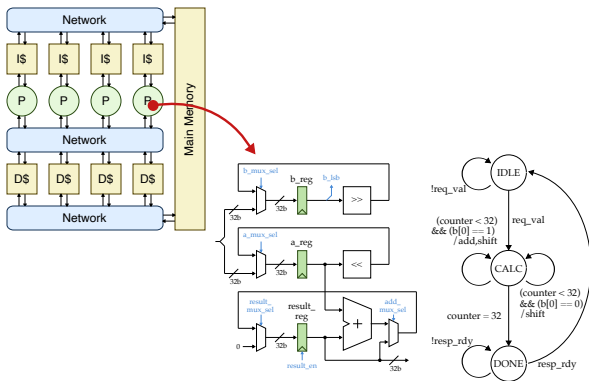 Network
I$ I$ I$ I$
P P P P
Network
D$ D$ D$ D$
Network
Main Memory
b_mux_sel
b_reg
b_lsb
32b
>>
32b
a_mux_sel
a_reg
32b
<<
32b
result_
mux_sel
result_
reg
add_
mux_sel
+
0
32b
result_en
32b
IDLE
!req_val
req_val
(counter < 32)
&& (b[0] == 1)
/add,shift
CALC
(counter < 32)
&& (b[0] == 0)
/shift
counter = 32
!resp_rdy
DONE
resp_rdy